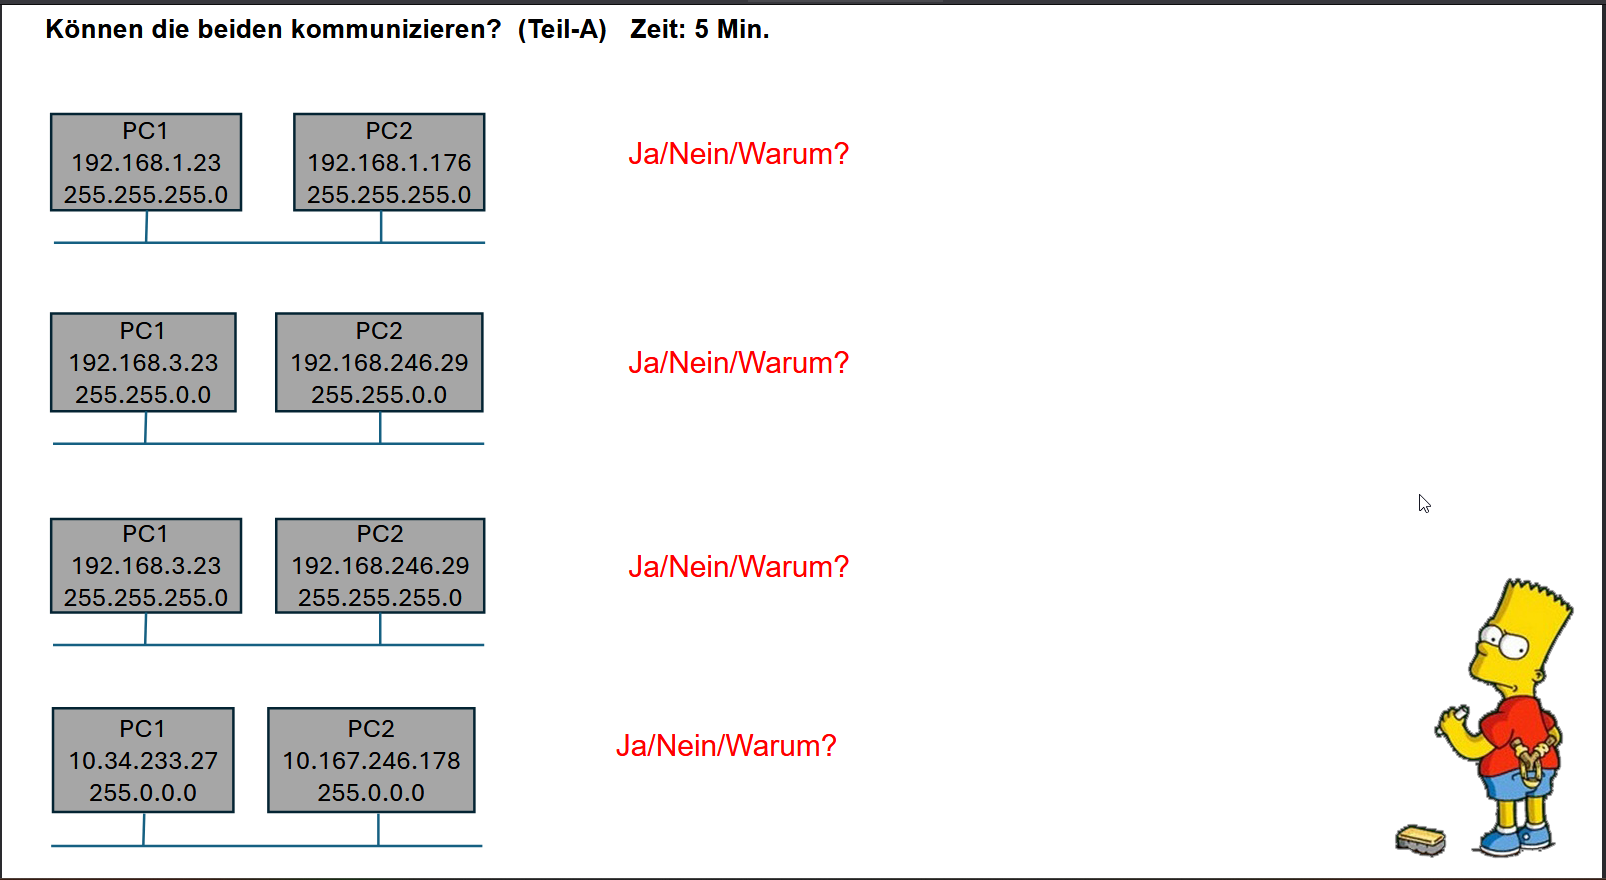 Können die beiden kommunizieren?  (Teil-A)   Zeit: 5 Min.
PC1
192.168.1.23
255.255.255.0
PC2
192.168.1.176
255.255.255.0
Ja/Nein/Warum?
PC1
192.168.3.23
255.255.0.0
PC2
192.168.246.29
255.255.0.0
Ja/Nein/Warum?
PC1
192.168.3.23
255.255.255.0
PC2
192.168.246.29
255.255.255.0
Ja/Nein/Warum?
PC1
10.34.233.27
255.0.0.0
PC2
10.167.246.178
255.0.0.0
Ja/Nein/Warum?